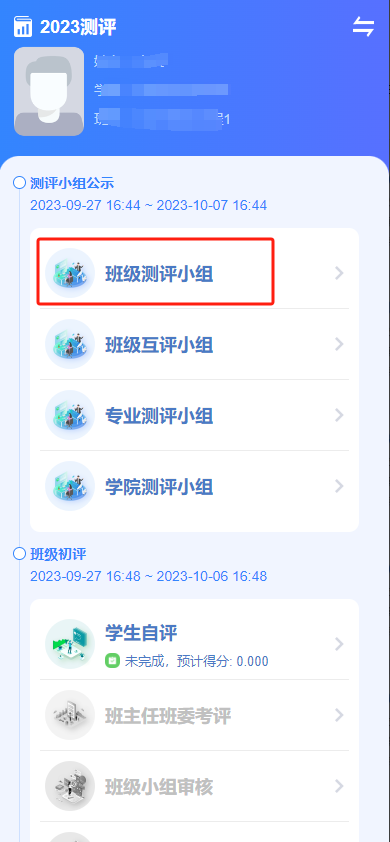 2023测评
测评小组公示
2023-09-27 16:44 ~ 2023-10-07 16:44
班级测评小组
班级互评小组
专业测评小组
学院测评小组
班级初评
2023-09-27 16:48 ~ 2023-10-06 16:48
学生自评
未完成，预计得分: 0.000
班主任班委考评
班级小组审核